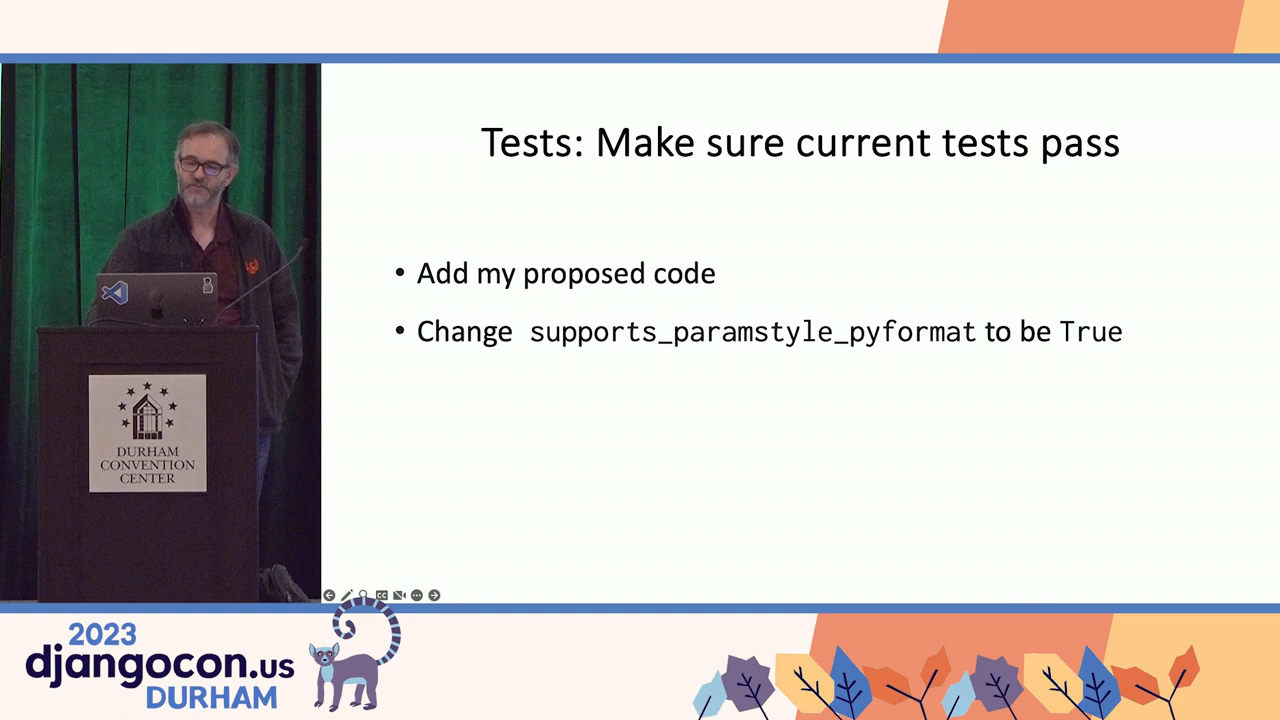 Tests: Make sure current tests pass
• Add my proposed code
• Change supports_paramstyle_pyformat to be True
DURHAM
CONVENTION
CENTER
2023
djangocon.us
DURHAM